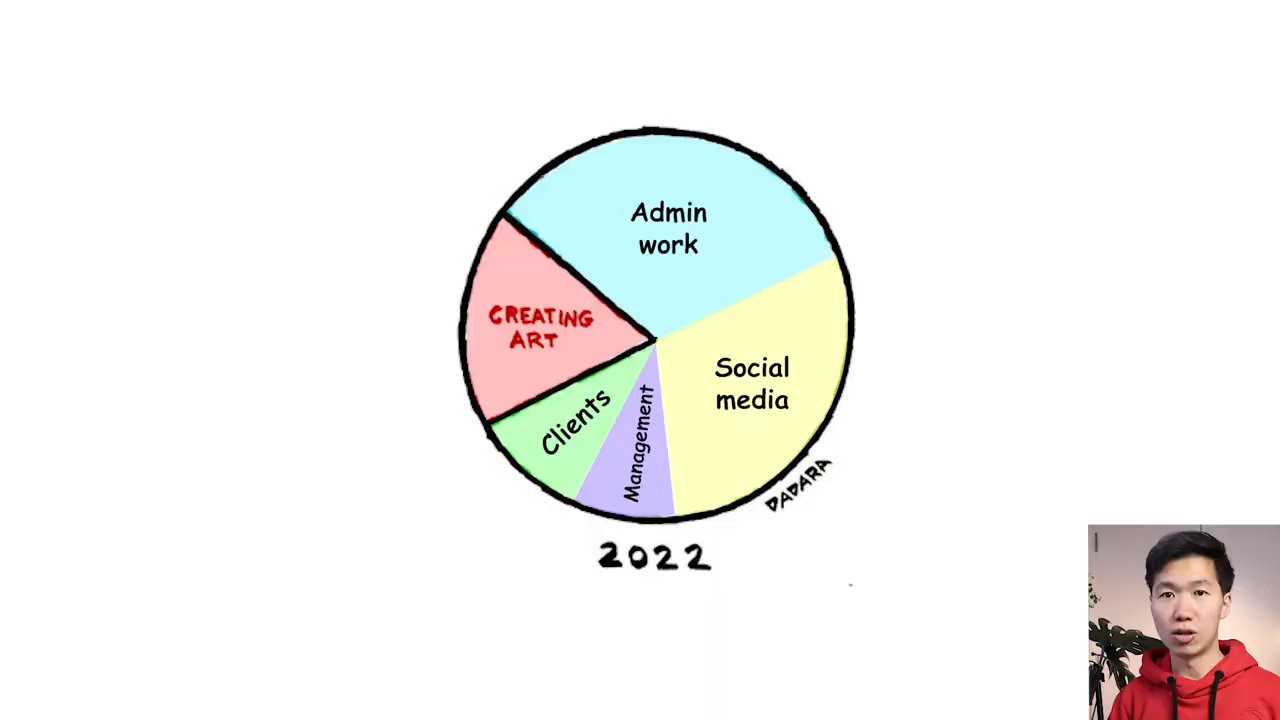 Admin
work
CREATING
ART
Social
media
Clients
Management
DADARA
2022